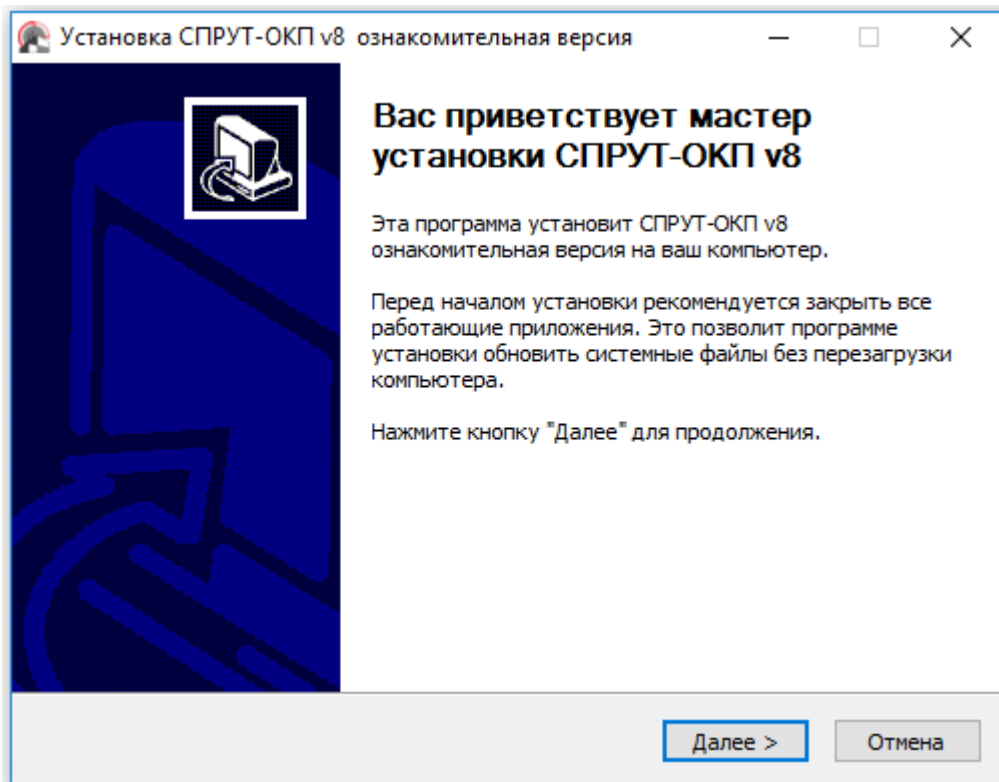 Установка СПРУТ-ОКП v8 ознакомительная версия
Вас приветствует мастер
установки СПРУТ-ОКП v8
Эта программа установит СПРУТ-ОКП v8
ознакомительная версия на ваш компьютер.
Перед началом установки рекомендуется закрыть все
работающие приложения. Это позволит программе
установки обновить системные файлы без перезагрузки
компьютера.
Нажмите кнопку "Далее" для продолжения.
Далее >
Отмена